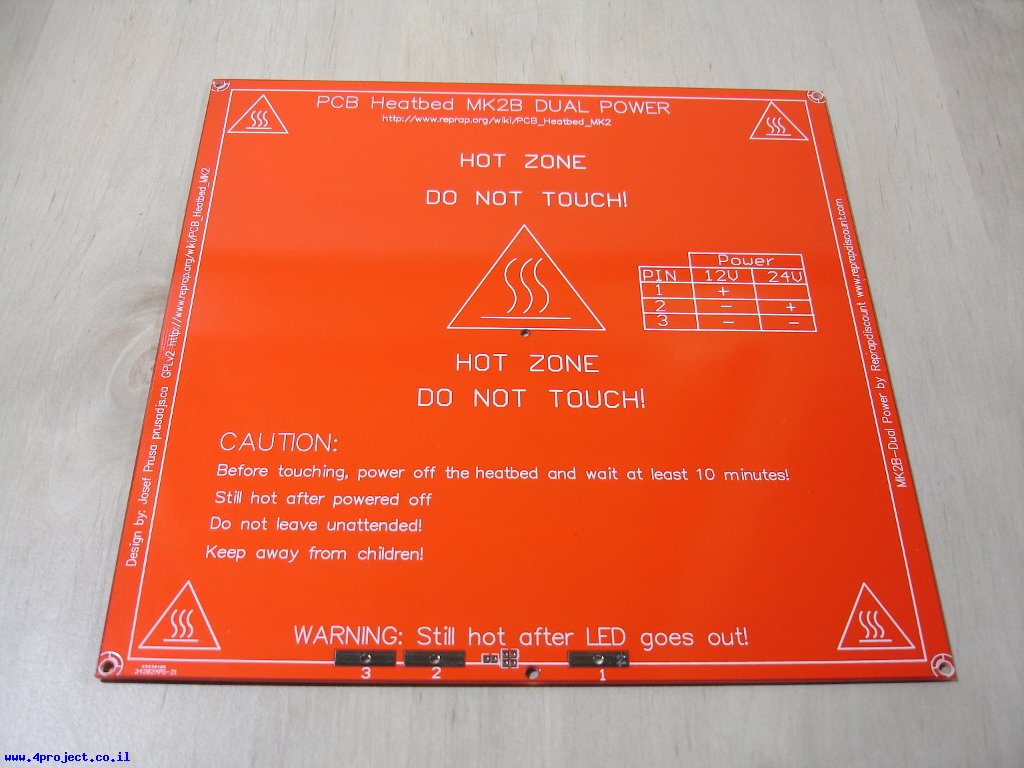 PCB Heatbed MK2B DUAL POWER
http://www.reprap.org/wiki/PCB_Heatbed_MK2
HOT ZONE
DO NOT TOUCH!
Power
PIN 12V 24V
1 +
2 - +
3 - -
HOT ZONE
DO NOT TOUCH!
CAUTION:
Before touching, power off the heatbed and wait at least 10 minutes!
Still hot after powered off
Do not leave unattended!
Keep away from children!
WARNING: Still hot after LED goes out!
3 2 1
Design by: Josef Prusa prusadjs.ca GPLv2 http://www.reprap.org/wiki/PCB_Heatbed_MK2
MK2B-Dual Power by Reprapdiscount www.reprapdiscount.com
www.4project.co.il